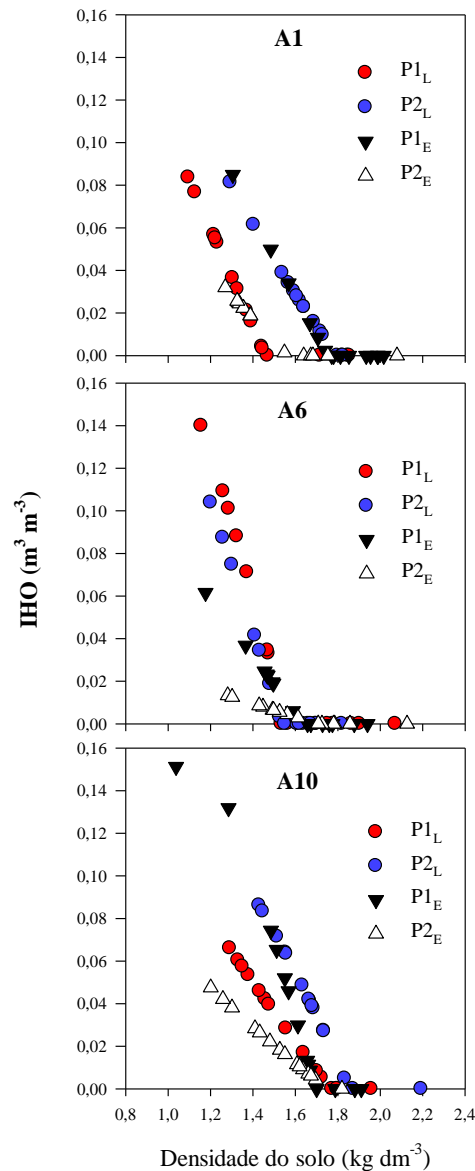 0,16
A1
0,14
P1L
0,12
P2L
0,10
P1E
0,08
P2E
0,06
0,04
0,02
0,00
0,16
A6
0,14
0,12
P1L
0,10
P2L
0,08
P1E
0,06
P2E
0,04
0,02
0,00
IHO (m³ m⁻³)
0,16
A10
0,14
P1L
0,12
P2L
0,10
P1E
0,08
P2E
0,06
0,04
0,02
0,00
0,8 1,0 1,2 1,4 1,6 1,8 2,0 2,2 2,4
Densidade do solo (kg dm⁻³)